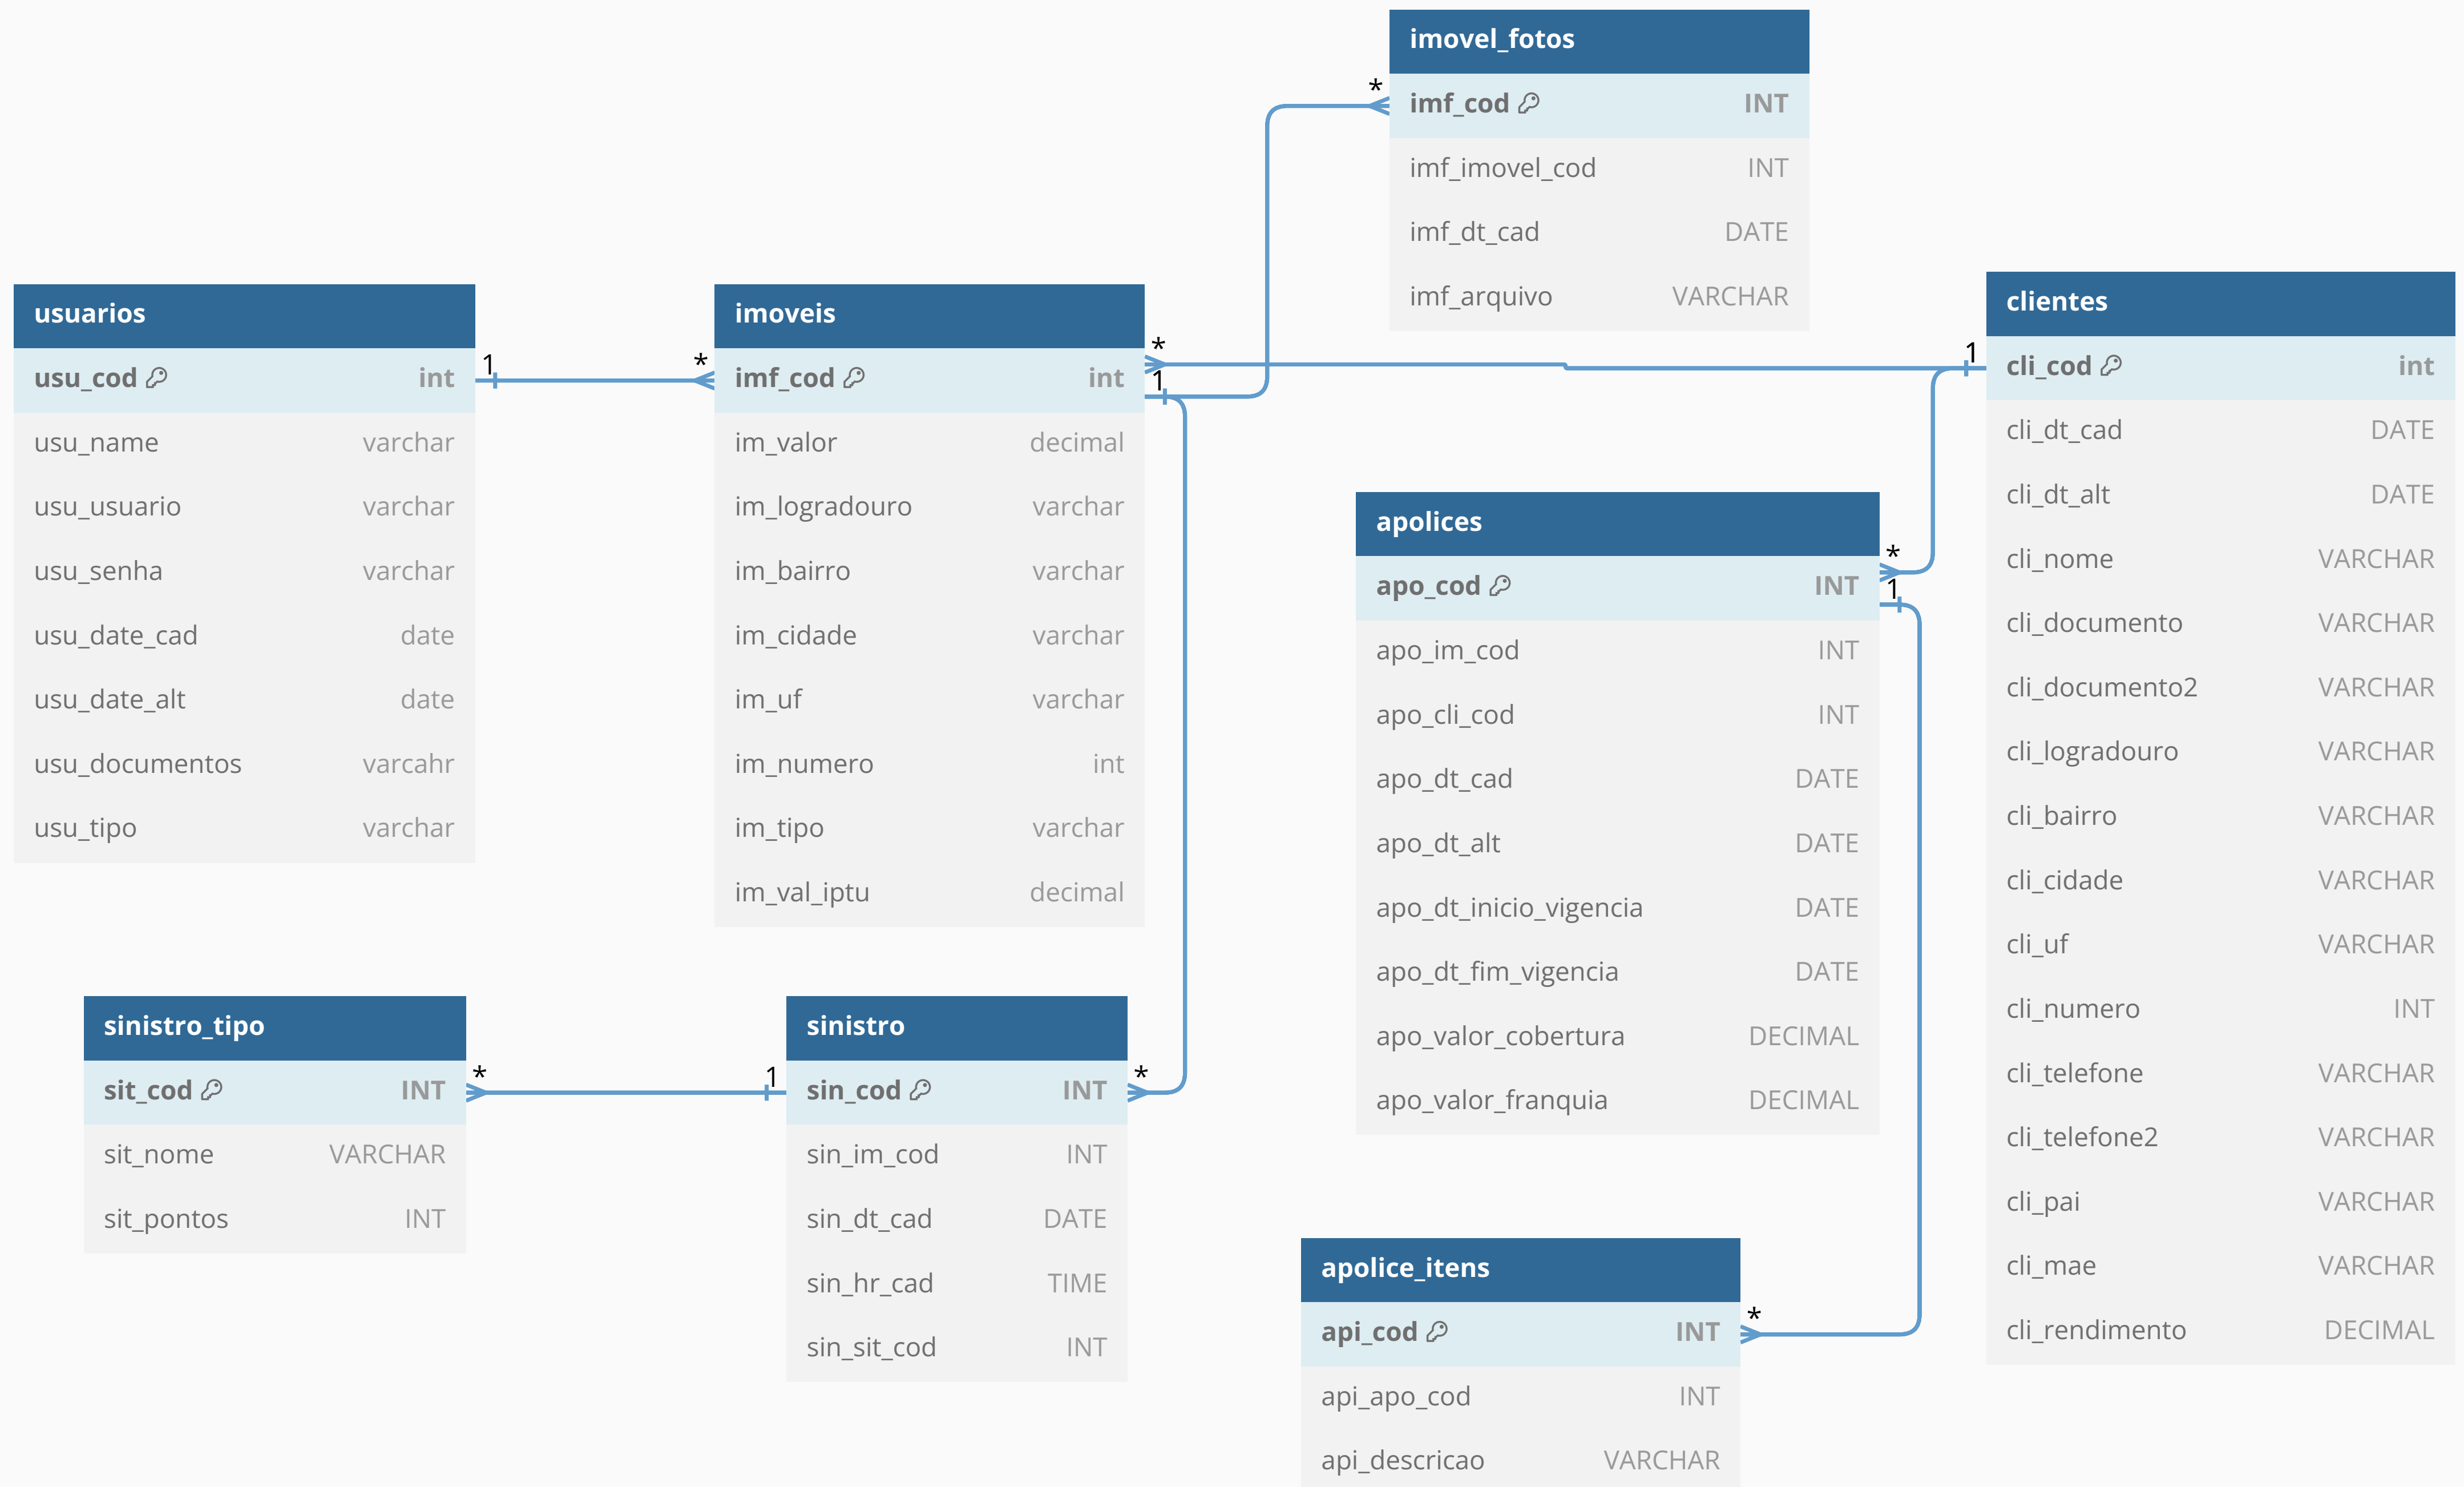 imovel_fotos
* imf_cod INT
imf_imovel_cod INT
imf_dt_cad DATE
imf_arquivo VARCHAR
usuarios
usu_cod int 1
usu_name varchar
usu_usuario varchar
usu_senha varchar
usu_date_cad date
usu_date_alt date
usu_documentos varcahr
usu_tipo varchar
imoveis
* imf_cod int * 1
im_valor decimal
im_logradouro varchar
im_bairro varchar
im_cidade varchar
im_uf varchar
im_numero int
im_tipo varchar
im_val_iptu decimal
clientes
1 cli_cod int
cli_dt_cad DATE
cli_dt_alt DATE
cli_nome VARCHAR
cli_documento VARCHAR
cli_documento2 VARCHAR
cli_logradouro VARCHAR
cli_bairro VARCHAR
cli_cidade VARCHAR
cli_uf VARCHAR
cli_numero INT
cli_telefone VARCHAR
cli_telefone2 VARCHAR
cli_pai VARCHAR
cli_mae VARCHAR
cli_rendimento DECIMAL
apolices
apo_cod INT * 1
apo_im_cod INT
apo_cli_cod INT
apo_dt_cad DATE
apo_dt_alt DATE
apo_dt_inicio_vigencia DATE
apo_dt_fim_vigencia DATE
apo_valor_cobertura DECIMAL
apo_valor_franquia DECIMAL
sinistro_tipo
sit_cod INT *
sit_nome VARCHAR
sit_pontos INT
sinistro
1 sin_cod INT *
sin_im_cod INT
sin_dt_cad DATE
sin_hr_cad TIME
sin_sit_cod INT
apolice_itens
api_cod INT *
api_apo_cod INT
api_descricao VARCHAR